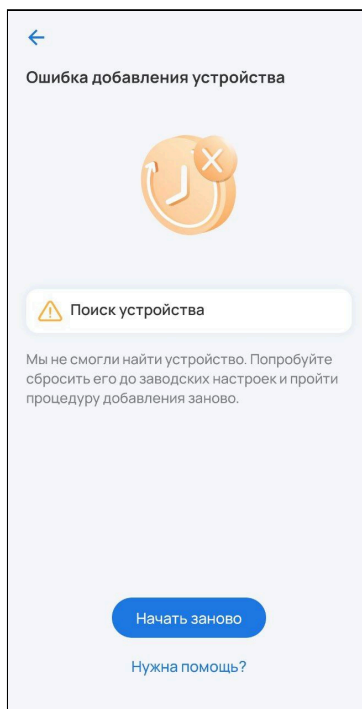 Ошибка добавления устройства
Поиск устройства
Мы не смогли найти устройство. Попробуйте
сбросить его до заводских настроек и пройти
процедуру добавления заново.
Начать заново
Нужна помощь?